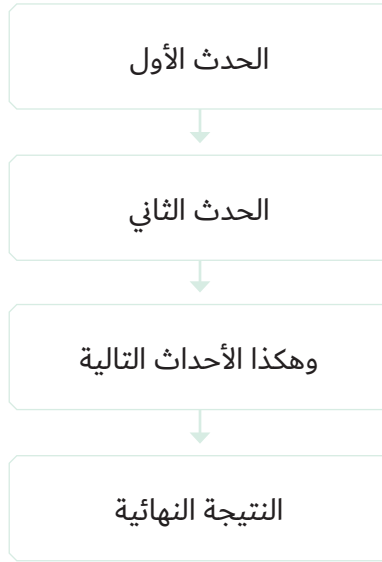 الحدث الأول
الحدث الثاني
وهكذا الأحداث التالية
النتيجة النهائية